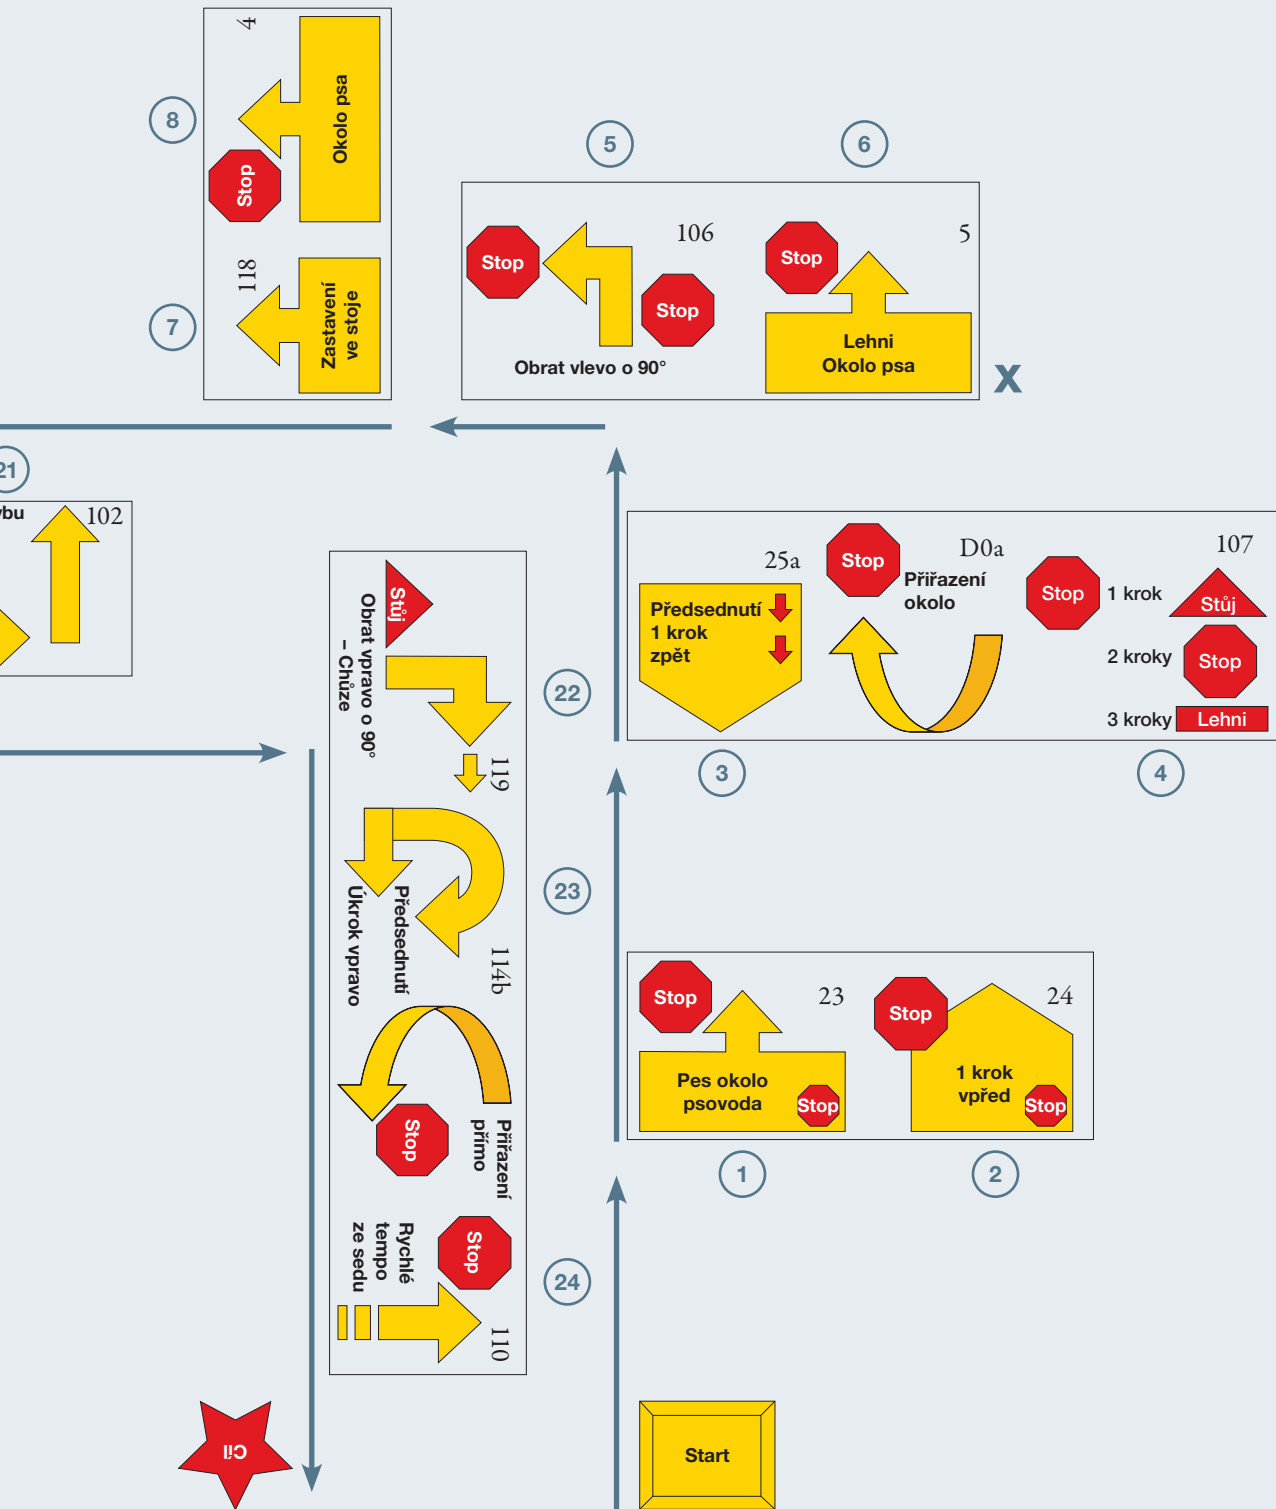 4
Okolo psa
8
Stop
118
Zastavení
ve stoje
7
5
6
106
Stop
Stop
Obrat vlevo o 90°
5
Stop
Lehni
Okolo psa
X
21
102
25a
Předsednutí
1 krok
zpět
Stop
D0a
Přiřazení
okolo
107
Stop
1 krok
Stůj
2 kroky
Stop
3 kroky
Lehni
3
4
Stůj
Obrat vpravo o 90°
– Chůze
22
119
23
Předsednutí
Úkrok vpravo
114b
Přiřazení
přímo
Stop
Rychlé
tempo
ze sedu
Stop
24
110
Stop
23
Pes okolo
psovoda
Stop
Stop
24
1 krok
vpřed
Stop
1
2
Cíl
Start